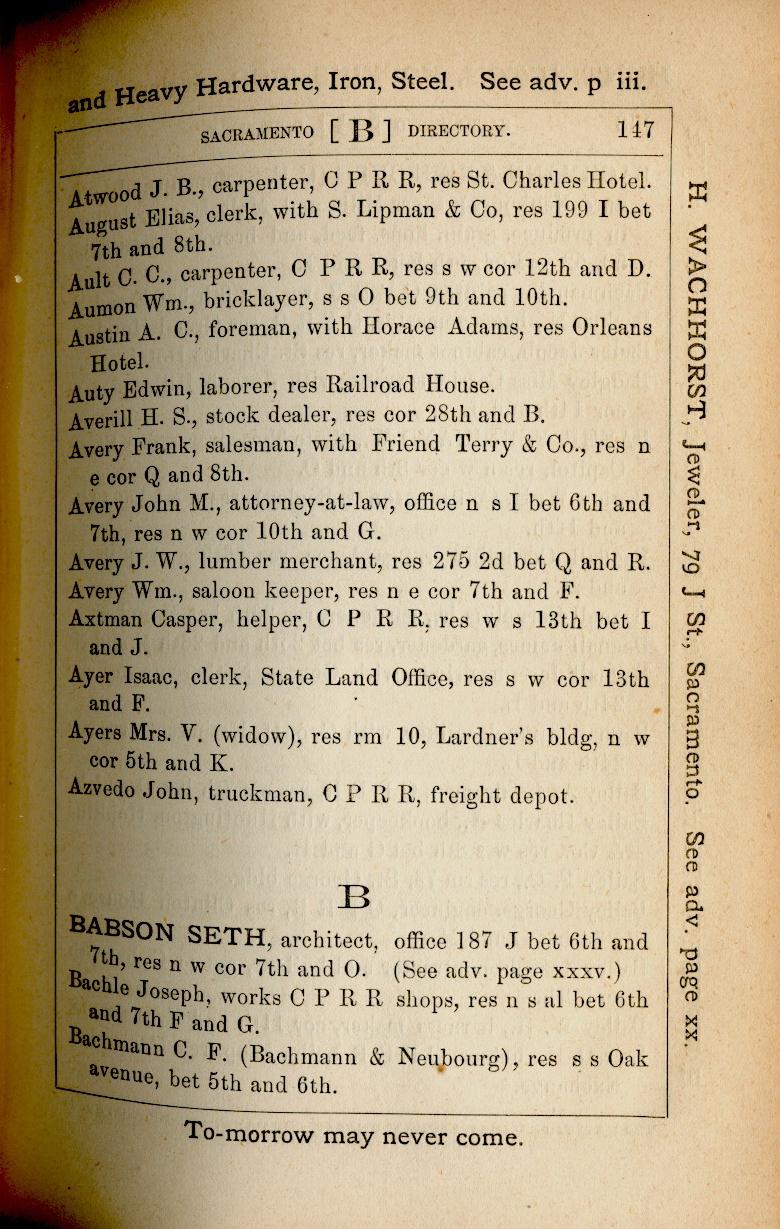 and Heavy Hardware, Iron, Steel. See adv. p iii.
SACRAMENTO [ B ] DIRECTORY. 147
Atwood J. B., carpenter, C P R R, res St. Charles Hotel.
August Elias, clerk, with S. Lipman & Co, res 199 I bet
7th and 8th.
Ault C. C., carpenter, C P R R, res s w cor 12th and D.
Aumon Wm., bricklayer, s s O bet 9th and 10th.
Austin A. C., foreman, with Horace Adams, res Orleans
Hotel.
Auty Edwin, laborer, res Railroad House.
Averill H. S., stock dealer, res cor 28th and B.
Avery Frank, salesman, with Friend Terry & Co., res n
e cor Q and 8th.
Avery John M., attorney-at-law, office n s I bet 6th and
7th, res n w cor 10th and G.
Avery J. W., lumber merchant, res 275 2d bet Q and R.
Avery Wm., saloon keeper, res n e cor 7th and F.
Axtman Casper, helper, C P R R, res w s 13th bet I
and J.
Ayer Isaac, clerk, State Land Office, res s w cor 13th
and F.
Ayers Mrs. V. (widow), res rm 10, Lardner's bldg, n w
cor 5th and K.
Azvedo John, truckman, C P R R, freight depot.
B
BABSON SETH, architect, office 187 J bet 6th and
7th, res n w cor 7th and O. (See adv. page xxxv.)
Bachle Joseph, works C P R R shops, res n s al bet 6th
and 7th F and G.
Bachmann C. F. (Bachmann & Neubourg), res s s Oak
avenue, bet 5th and 6th.
To-morrow may never come.
H. WACHHORST, Jeweler, 79 J St., Sacramento. See adv. page xx.